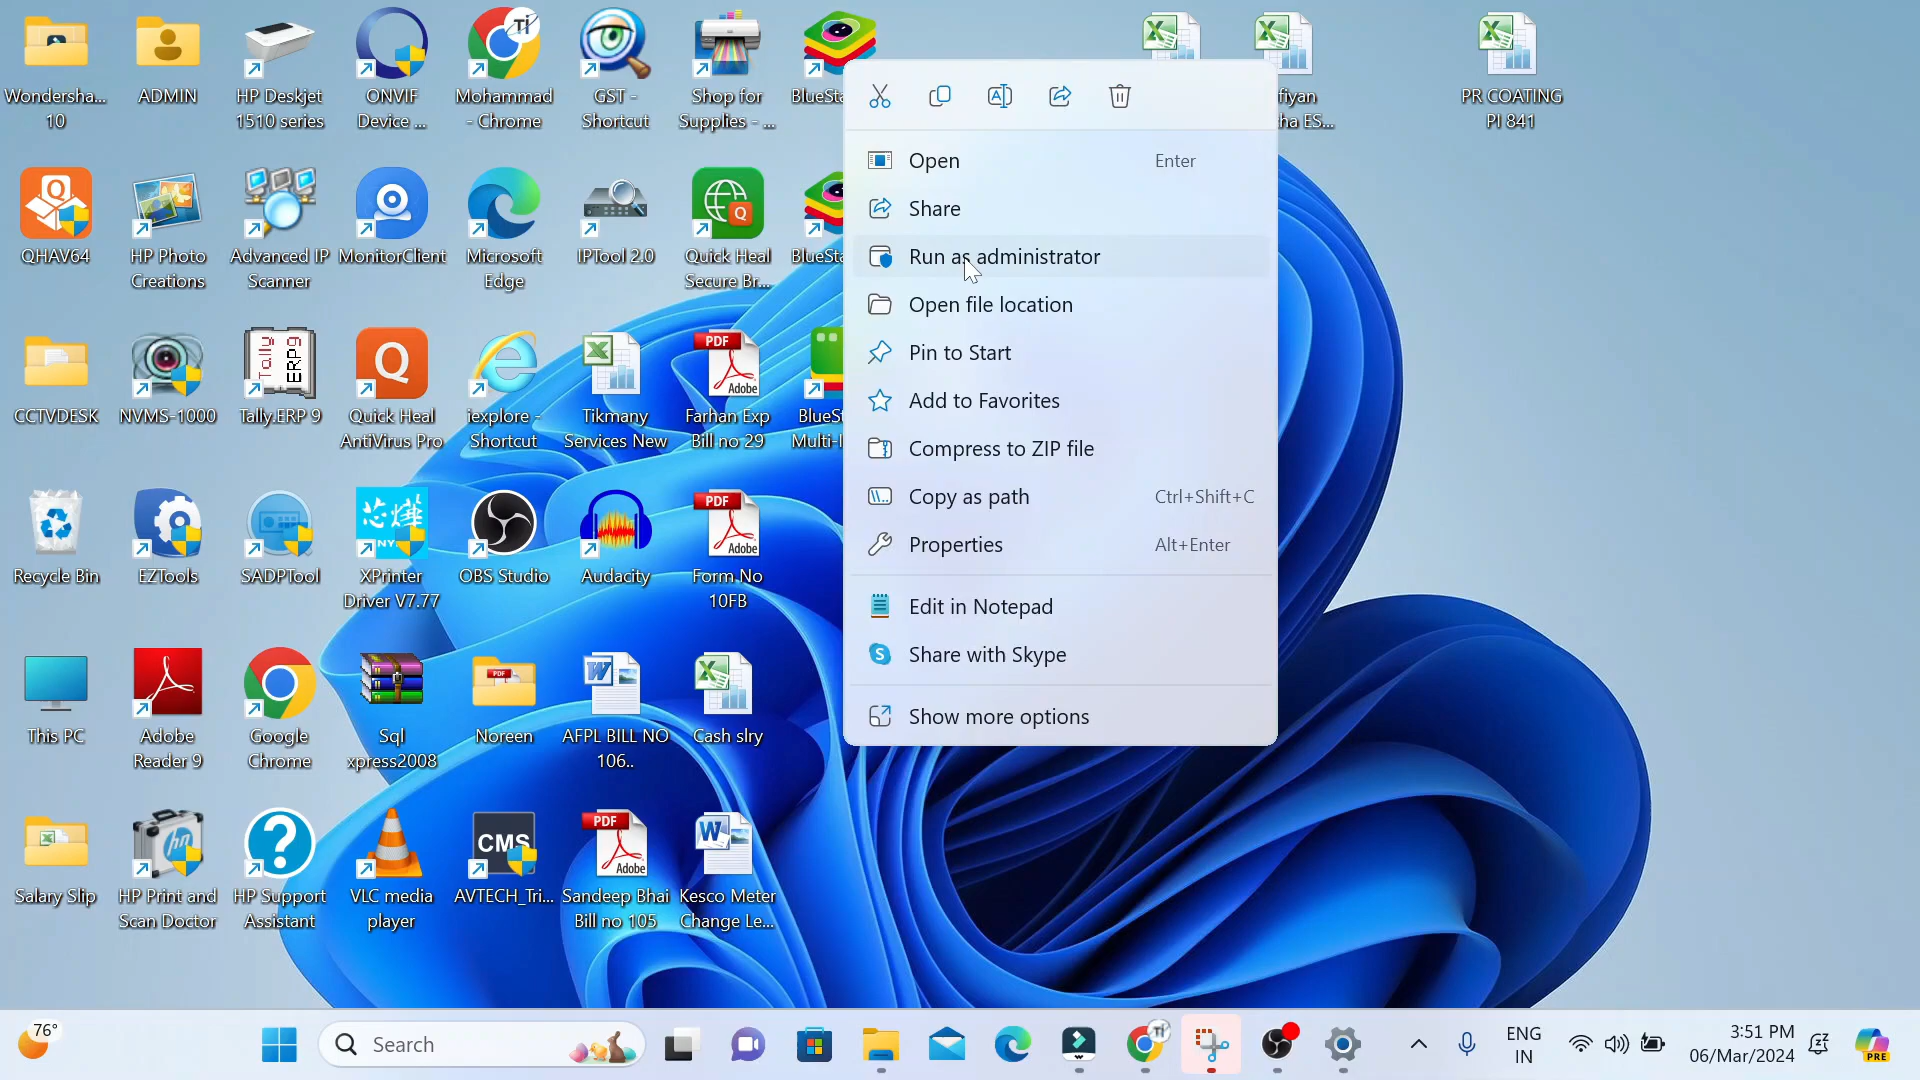 Wondersha...
10
ADMIN
HP Deskjet
1510 series
ONVIF
Device ...
Mohammad
- Chrome
GST -
Shortcut
Shop for
Supplies - ...
PR COATING
PI 841
QHAV64
HP Photo
Creations
Advanced IP
Scanner
MonitorClient
Microsoft
Edge
IPTool 2.0
Quick Heal
Secure Br...
CCTVDESK
NVMS-1000
Tally.ERP 9
Quick Heal
AntiVirus Pro
iexplore -
Shortcut
Tikmany
Services New
Farhan Exp
Bill no 29
Recycle Bin
EZTools
SADPTool
XPrinter
Driver V7.77
OBS Studio
Audacity
Form No
10FB
This PC
Adobe
Reader 9
Google
Chrome
Sql
xpress2008
Noreen
AFPL BILL NO
106..
Cash slry
Salary Slip
HP Print and
Scan Doctor
HP Support
Assistant
VLC media
player
CMS
AVTECH_Tri...
Sandeep Bhai
Bill no 105
Kesco Meter
Change Le...
Open Enter
Share
Run as administrator
Open file location
Pin to Start
Add to Favorites
Compress to ZIP file
Copy as path Ctrl+Shift+C
Properties Alt+Enter
Edit in Notepad
Share with Skype
Show more options
76°
Search
ENG
IN
3:51 PM
06/Mar/2024
PRE